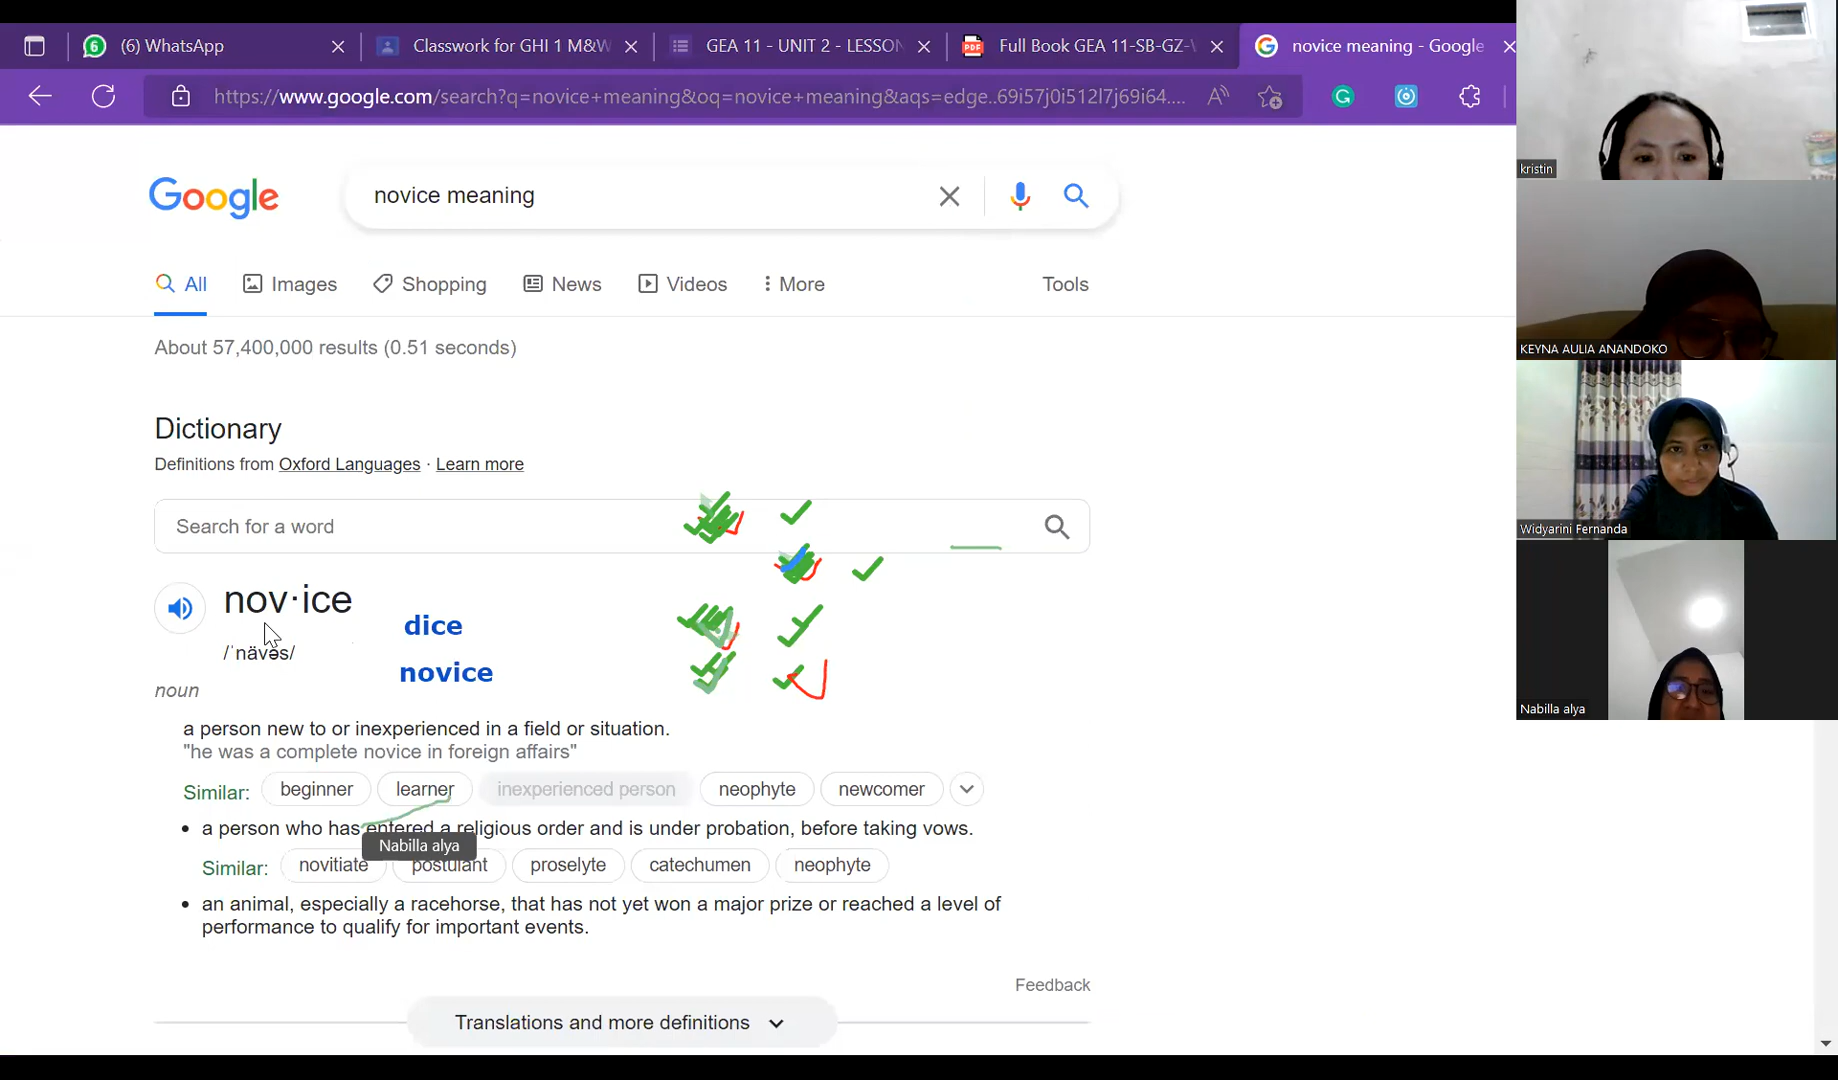 (6) WhatsApp
Classwork for GHI 1 M&W
GEA 11 - UNIT 2 - LESSON
Full Book GEA 11-SB-GZ-
novice meaning - Google
https://www.google.com/search?q=novice+meaning&oq=novice+meaning&aqs=edge..69i57j0i512l7j69i64....
kristin
Google
novice meaning
All
Images
Shopping
News
Videos
More
Tools
About 57,400,000 results (0.51 seconds)
KEYNA AULIA ANANDOKO
Dictionary
Definitions from Oxford Languages · Learn more
Search for a word
Widyarini Fernanda
nov·ice
dice
/ˈnävəs/
novice
noun
Nabilla alya
a person new to or inexperienced in a field or situation.
"he was a complete novice in foreign affairs"
Similar: beginner learner inexperienced person neophyte newcomer
• a person who has entered a religious order and is under probation, before taking vows.
Nabilla alya
Similar: novitiate postulant proselyte catechumen neophyte
• an animal, especially a racehorse, that has not yet won a major prize or reached a level of
performance to qualify for important events.
Feedback
Translations and more definitions